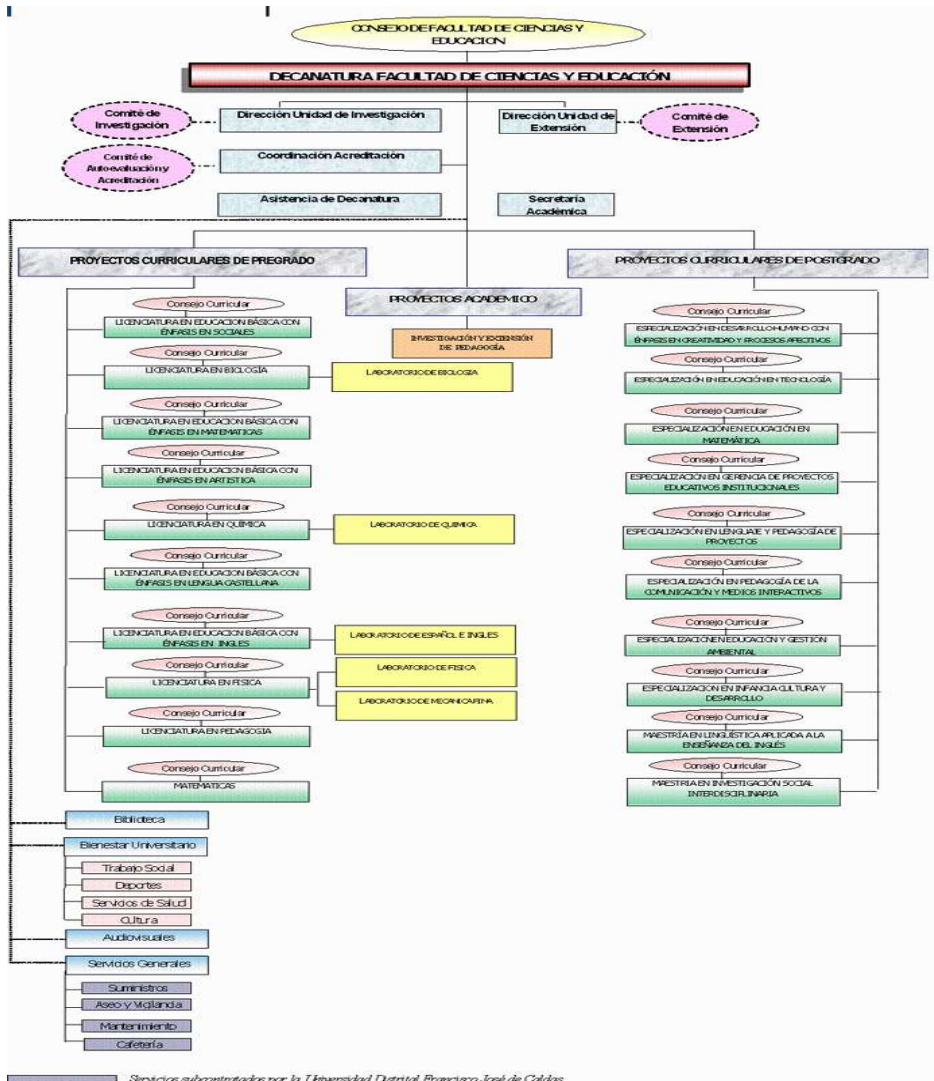 CONSEJO DE FACULTAD DE CIENCIAS Y
EDUCACION
DECANATURA FACULTAD DE CIENCIAS Y EDUCACIÓN
Comité de
Investigación
Dirección Unidad de Investigación
Dirección Unidad de
Extensión
Comité de
Extensión
Comité de
Autoevaluación y
Acreditación
Coordinación Acreditación
Asistencia de Decanatura
Secretaría
Académica
PROYECTOS CURRICULARES DE PREGRADO
Consejo Curricular
LICENCIATURA EN EDUCACION BÁSICA CON
ÉNFASIS EN SOCIALES
Consejo Curricular
LICENCIATURA EN BIOLOGÍA
LABORATORIO DE BIOLOGIA
Consejo Curricular
LICENCIATURA EN EDUCACION BÁSICA CON
ÉNFASIS EN MATEMATICAS
Consejo Curricular
LICENCIATURA EN EDUCACION BÁSICA CON
ÉNFASIS EN ARTISTICA
Consejo Curricular
LICENCIATURA EN QUÍMICA
LABORATORIO DE QUIMICA
Consejo Curricular
LICENCIATURA EN EDUCACION BÁSICA CON
ÉNFASIS EN LENGUA CASTELLANA
Consejo Curricular
LICENCIATURA EN EDUCACION BÁSICA CON
ÉNFASIS EN INGLES
LABORATORIO DE ESPAÑOL E INGLES
Consejo Curricular
LICENCIATURA EN FISICA
LABORATORIO DE FISICA
LABORATORIO DE MECANICA FINA
Consejo Curricular
LICENCIATURA EN PEDAGOGIA
Consejo Curricular
MATEMATICAS
PROYECTOS ACADEMICO
INVESTIGACIÓN Y EXTENSIÓN
DE PEDAGOGÍA
PROYECTOS CURRICULARES DE POSTGRADO
Consejo Curricular
ESPECIALIZACIÓN EN DESARROLLO HUMANO CON
ÉNFASIS EN CREATIVIDAD Y PROCESOS AFECTIVOS
Consejo Curricular
ESPECIALIZACIÓN EN EDUCACIÓN EN TECNOLOGÍA
Consejo Curricular
ESPECIALIZACIÓN EN EDUCACIÓN EN
MATEMÁTICA
Consejo Curricular
ESPECIALIZACIÓN EN GERENCIA DE PROYECTOS
EDUCATIVOS INSTITUCIONALES
Consejo Curricular
ESPECIALIZACIÓN EN LENGUAJE Y PEDAGOGÍA DE
PROYECTOS
Consejo Curricular
ESPECIALIZACIÓN EN PEDAGOGÍA DE LA
COMUNICACIÓN Y MEDIOS INTERACTIVOS
Consejo Curricular
ESPECIALIZACIÓN EN EDUCACIÓN Y GESTIÓN
AMBIENTAL
Consejo Curricular
ESPECIALIZACION EN INFANCIA CULTURA Y
DESARROLLO
Consejo Curricular
MAESTRÍA EN LINGÜÍSTICA APLICADA A LA
ENSEÑANZA DEL INGLÉS
Consejo Curricular
MAESTRIA EN INVESTIGACIÓN SOCIAL
INTERDISCIPLINARIA
Biblioteca
Bienestar Universitario
Trabajo Social
Deportes
Servicios de Salud
Cultura
Audiovisuales
Servicios Generales
Suministros
Aseo y Vigilancia
Mantenimiento
Cafetería
Servicios subcontratados por la Universidad Distrital Francisco José de Caldas